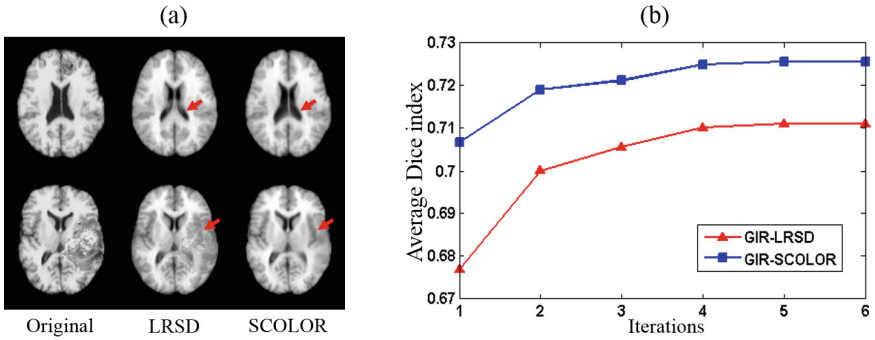 (a)
Original LRSD SCOLOR
(b)
Average Dice index
0.73
0.72
0.71
0.7
0.69
0.68
0.67
1 2 3 4 5 6
Iterations
GIR-LRSD
GIR-SCOLOR